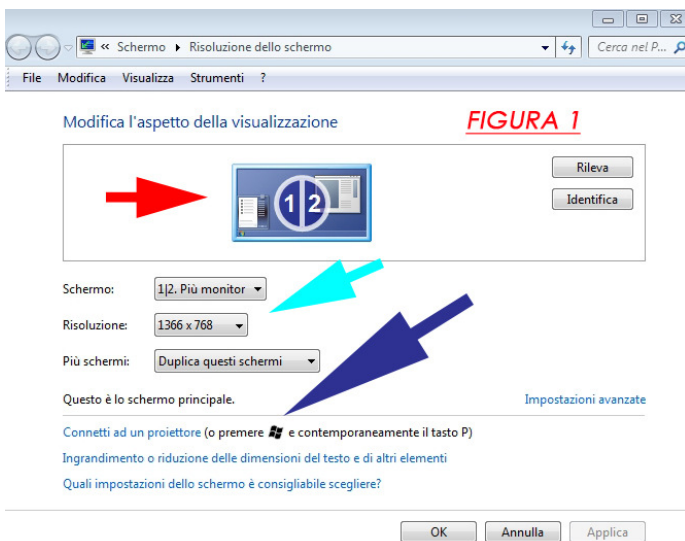 « Schermo ▸ Risoluzione dello schermo
Cerca nel P...
File Modifica Visualizza Strumenti ?
Modifica l'aspetto della visualizzazione
FIGURA 1
1|2
Rileva
Identifica
Schermo: 1|2. Più monitor
Risoluzione: 1366 x 768
Più schermi: Duplica questi schermi
Questo è lo schermo principale. Impostazioni avanzate
Connetti ad un proiettore (o premere e contemporaneamente il tasto P)
Ingrandimento o riduzione delle dimensioni del testo e di altri elementi
Quali impostazioni dello schermo è consigliabile scegliere?
OK Annulla Applica